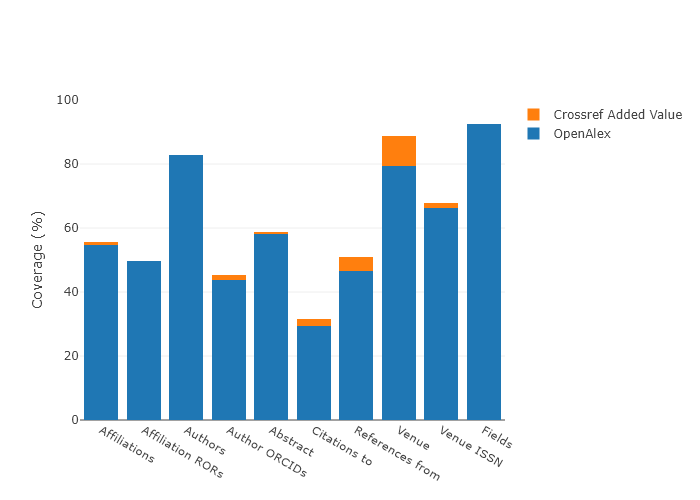 Crossref Added Value
OpenAlex
100
80
60
40
20
0
Coverage (%)
Affiliations
Affiliation RORs
Authors
Author ORCIDs
Abstract
Citations to
References from
Venue
Venue ISSN
Fields